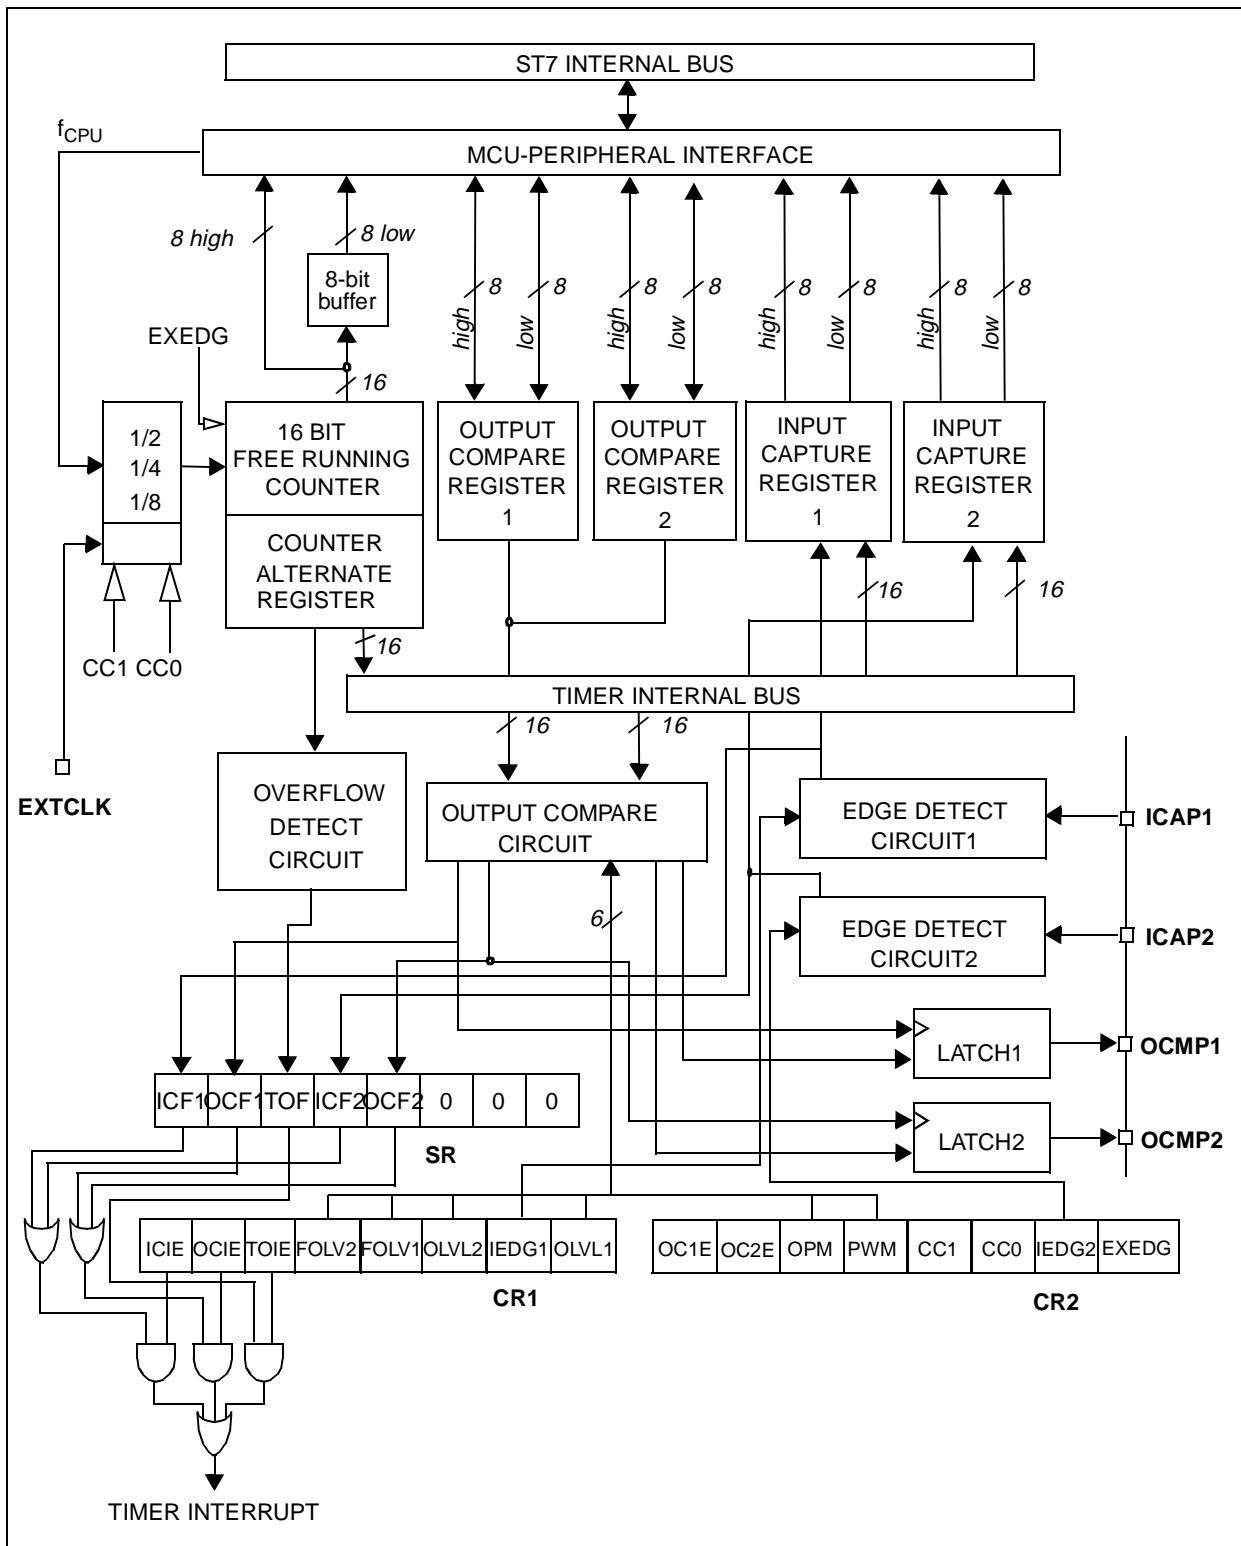 ST7 INTERNAL BUS
fCPU
MCU-PERIPHERAL INTERFACE
8 high
8 low
8-bit
buffer
high
8
low
8
high
8
low
8
high
8
low
8
high
8
low
8
EXEDG
16
1/2
1/4
1/8
16 BIT
FREE RUNNING
COUNTER
COUNTER
ALTERNATE
REGISTER
OUTPUT
COMPARE
REGISTER
1
OUTPUT
COMPARE
REGISTER
2
INPUT
CAPTURE
REGISTER
1
INPUT
CAPTURE
REGISTER
2
16
16
16
CC1 CC0
TIMER INTERNAL BUS
16
16
EXTCLK
OVERFLOW
DETECT
CIRCUIT
OUTPUT COMPARE
CIRCUIT
EDGE DETECT
CIRCUIT1
ICAP1
6
EDGE DETECT
CIRCUIT2
ICAP2
LATCH1
OCMP1
ICF1 OCF1 TOF ICF2 OCF2 0 0 0
SR
LATCH2
OCMP2
ICIE OCIE TOIE FOLV2 FOLV1 OLVL2 IEDG1 OLVL1
CR1
OC1E OC2E OPM PWM CC1 CC0 IEDG2 EXEDG
CR2
TIMER INTERRUPT